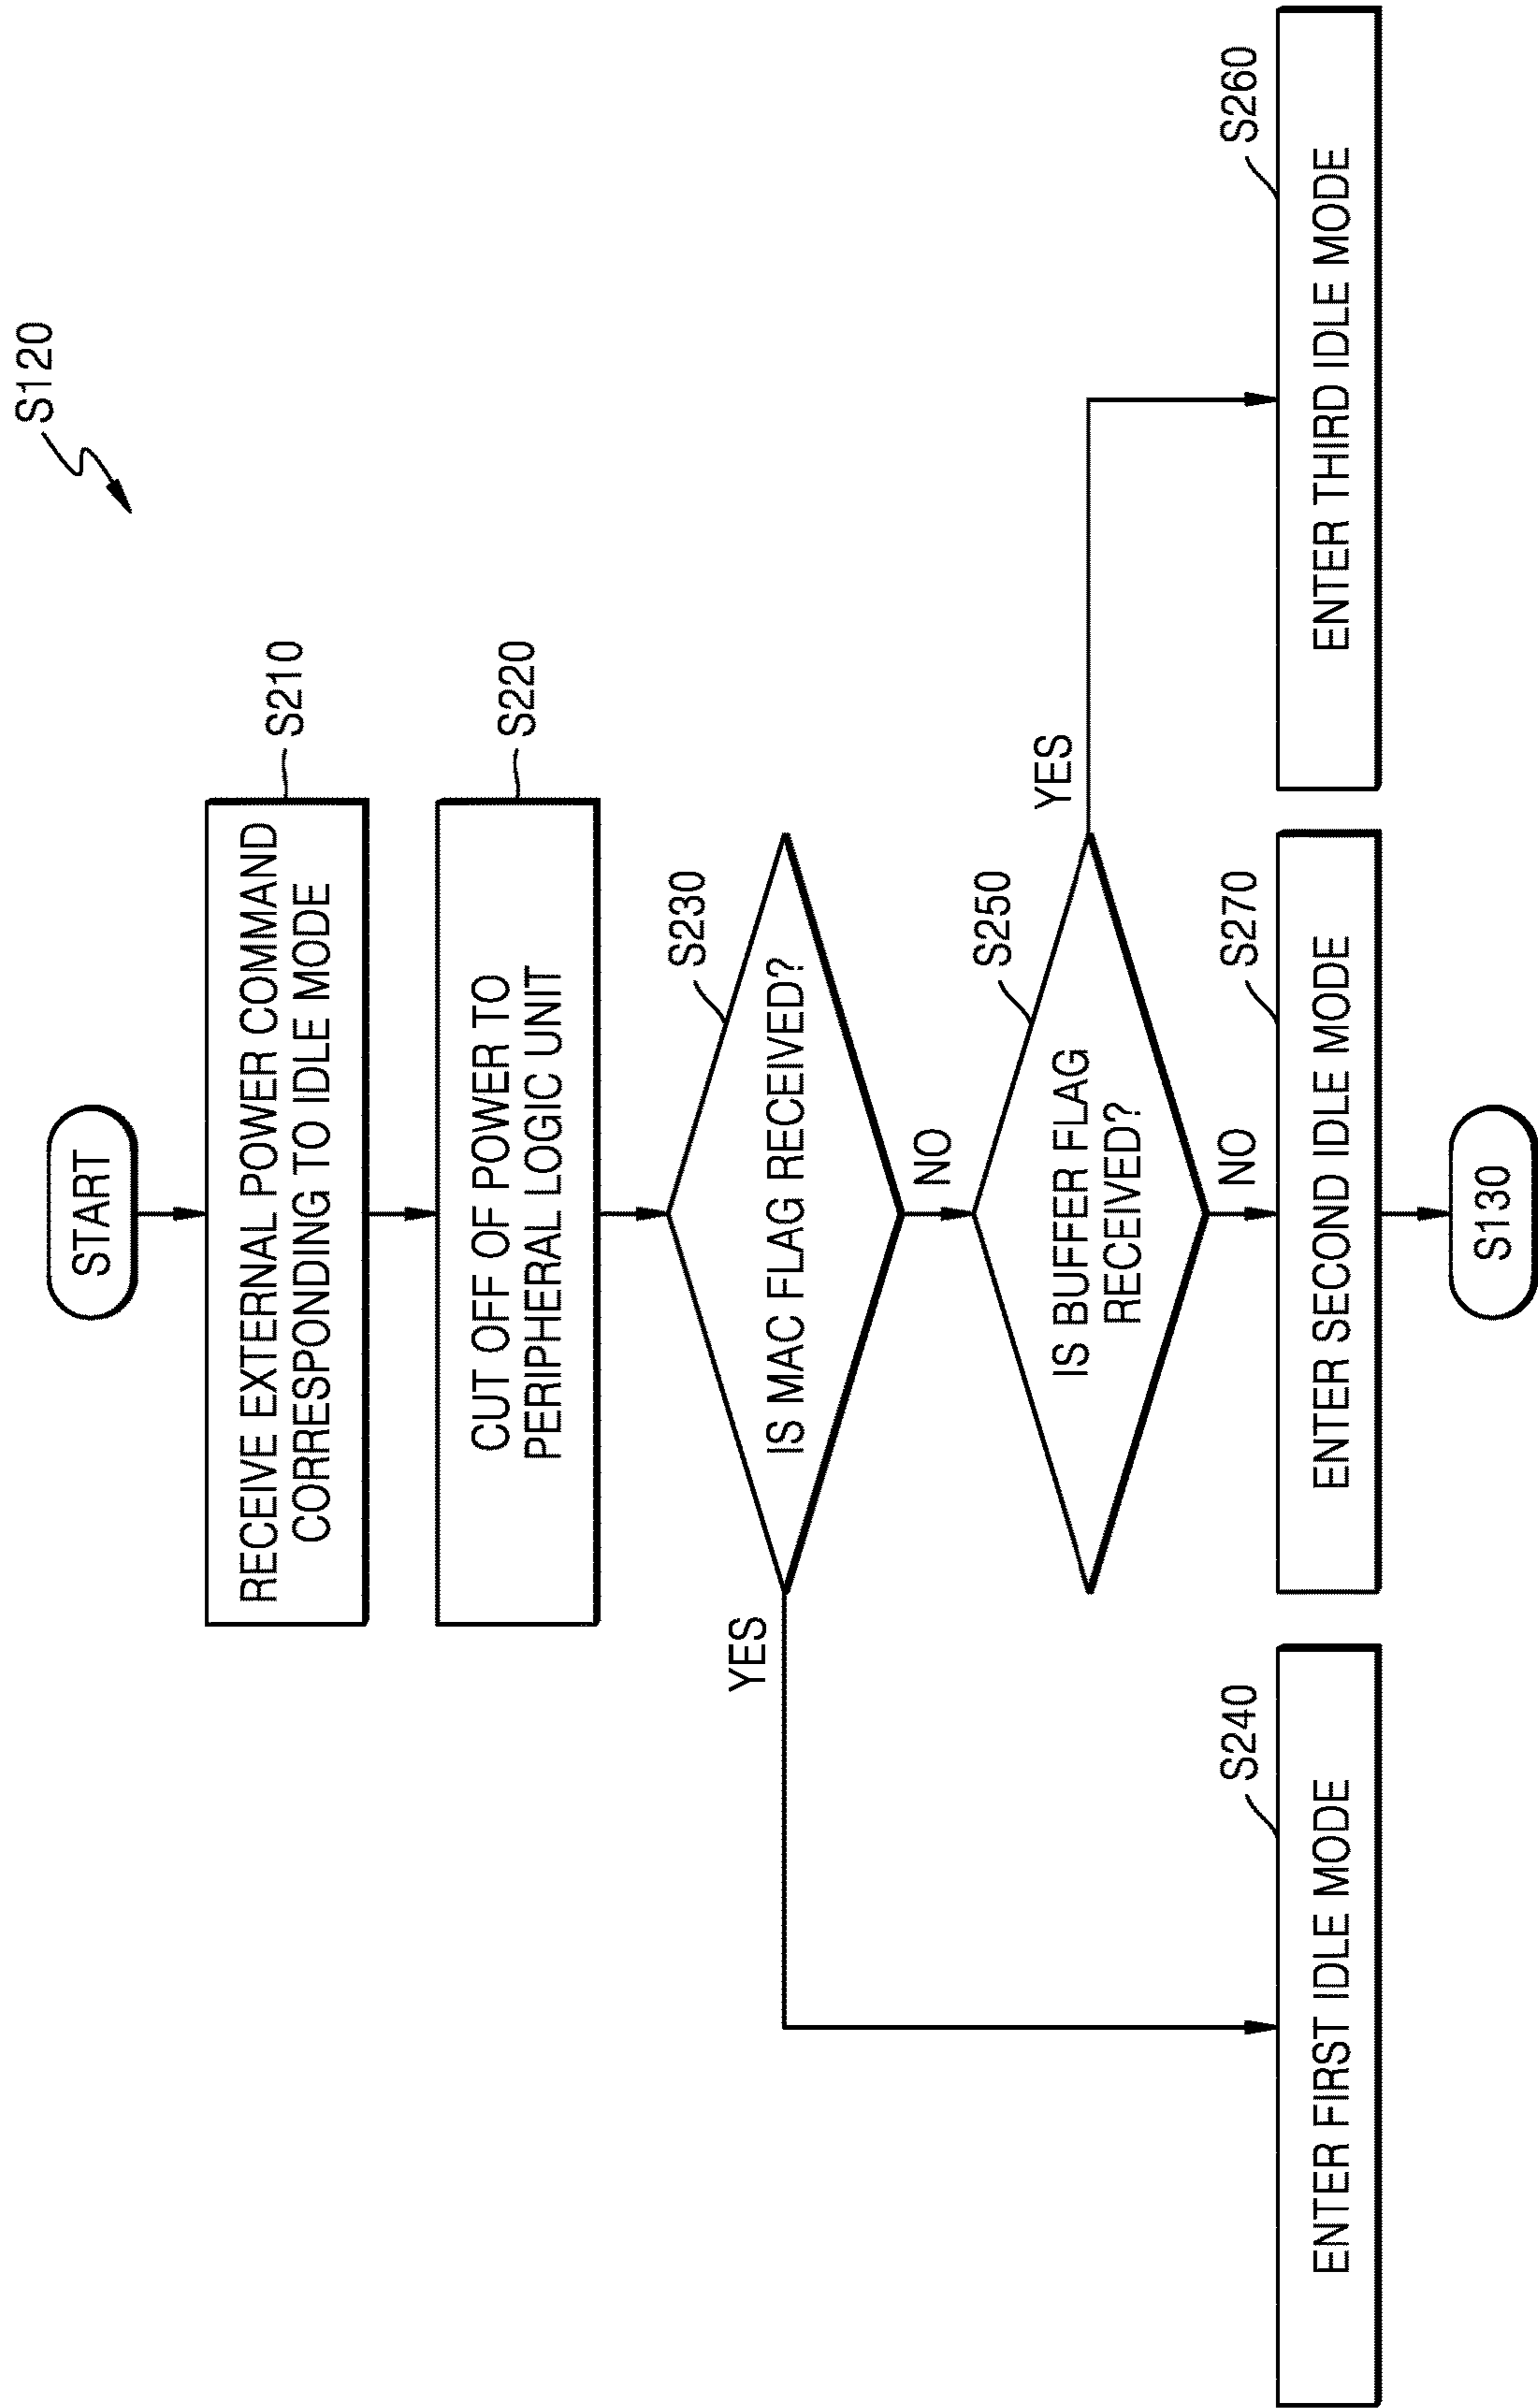 S120
START
RECEIVE EXTERNAL POWER COMMAND
CORRESPONDING TO IDLE MODE
S210
CUT OFF OF POWER TO
PERIPHERAL LOGIC UNIT
S220
S230
IS MAC FLAG RECEIVED?
YES
NO
S250
IS BUFFER FLAG
RECEIVED?
YES
NO
S240
ENTER FIRST IDLE MODE
S270
ENTER SECOND IDLE MODE
S260
ENTER THIRD IDLE MODE
S130